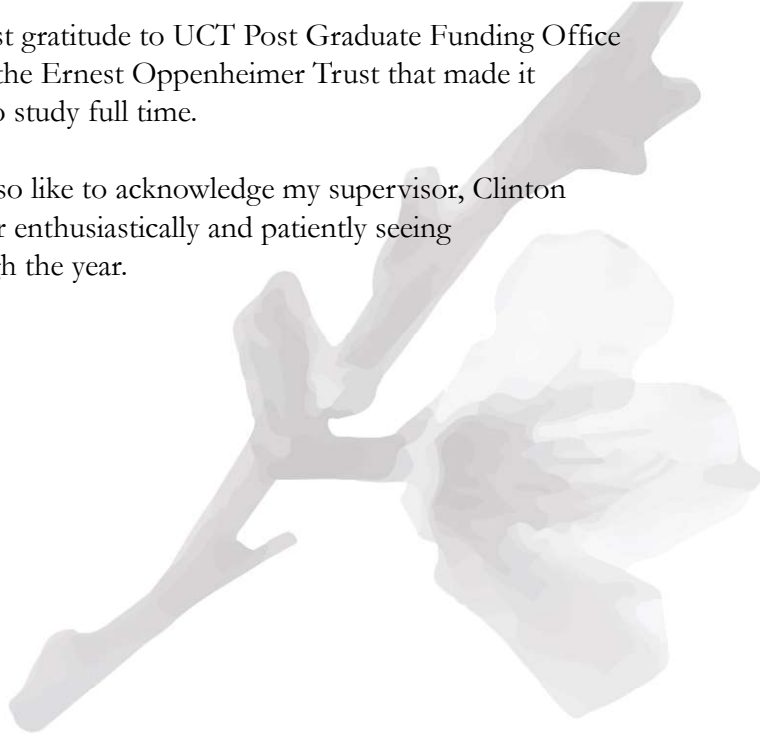 st gratitude to UCT Post Graduate Funding Office
the Ernest Oppenheimer Trust that made it
o study full time.
so like to acknowledge my supervisor, Clinton
r enthusiastically and patiently seeing
h the year.